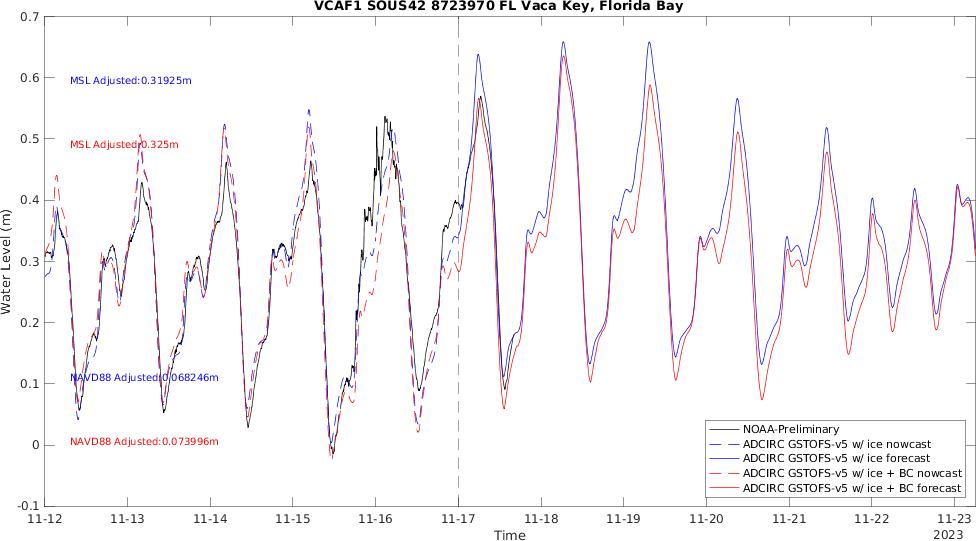 VCAF1 SOUS42 8723970 FL Vaca Key, Florida Bay
0.7
0.6
0.5
0.4
0.3
0.2
0.1
0
-0.1
Water Level (m)
MSL Adjusted:0.31925m
MSL Adjusted:0.325m
NAVD88 Adjusted:0.068246m
NAVD88 Adjusted:0.073996m
NOAA-Preliminary
ADCIRC GSTOFS-v5 w/ ice nowcast
ADCIRC GSTOFS-v5 w/ ice forecast
ADCIRC GSTOFS-v5 w/ ice + BC nowcast
ADCIRC GSTOFS-v5 w/ ice + BC forecast
11-12 11-13 11-14 11-15 11-16 11-17 11-18 11-19 11-20 11-21 11-22 11-23
2023
Time